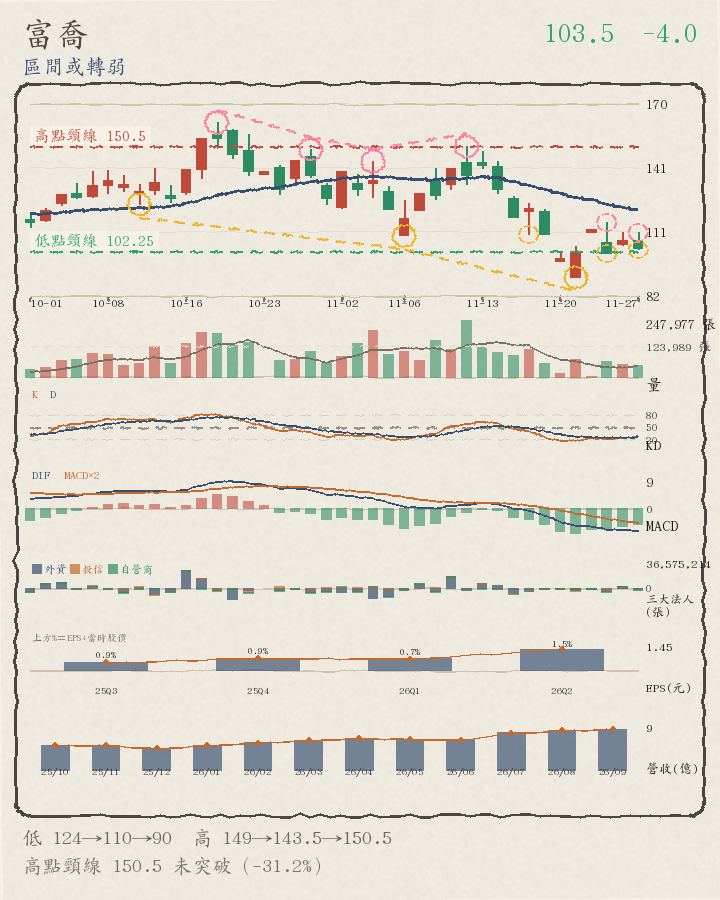 富喬
103.5 -4.0
區間或轉弱
170
高點頸線 150.5
141
111
低點頸線 102.25
82
10-01 10-08 10-16 10-23 11-02 11-06 11-13 11-20 11-27
247,977 張
123,989 張
量
K D
80
50
20
KD
DIF MACD×2
9
0
MACD
外資 投信 自營商
36,575,214
0
三大法人
(張)
上方%=EPS÷當時股價
0.9% 0.9% 0.7% 1.5%
1.45
25Q3 25Q4 26Q1 26Q2
EPS(元)
9
25/10 25/11 25/12 26/01 26/02 26/03 26/04 26/05 26/06 26/07 26/08 26/09
營收(億)
低 124→110→90 高 149→143.5→150.5
高點頸線 150.5 未突破 (-31.2%)